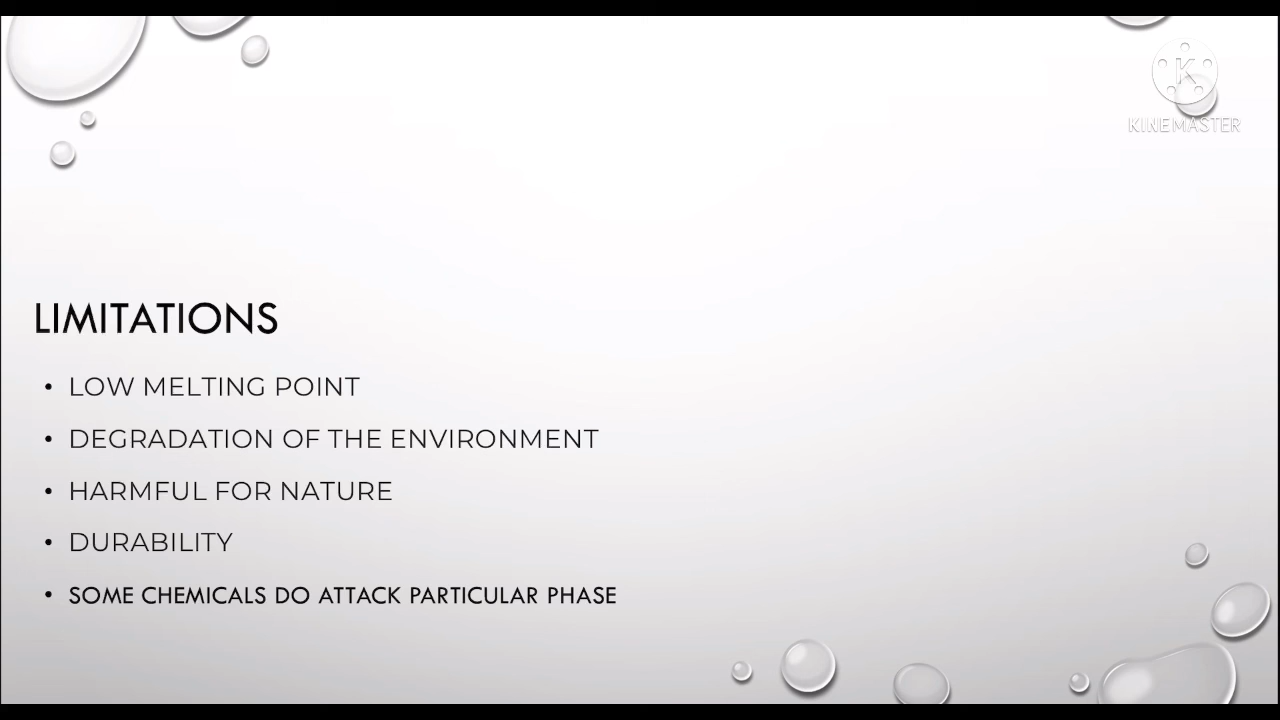 KINEMASTER
LIMITATIONS
• LOW MELTING POINT
• DEGRADATION OF THE ENVIRONMENT
• HARMFUL FOR NATURE
• DURABILITY
• SOME CHEMICALS DO ATTACK PARTICULAR PHASE